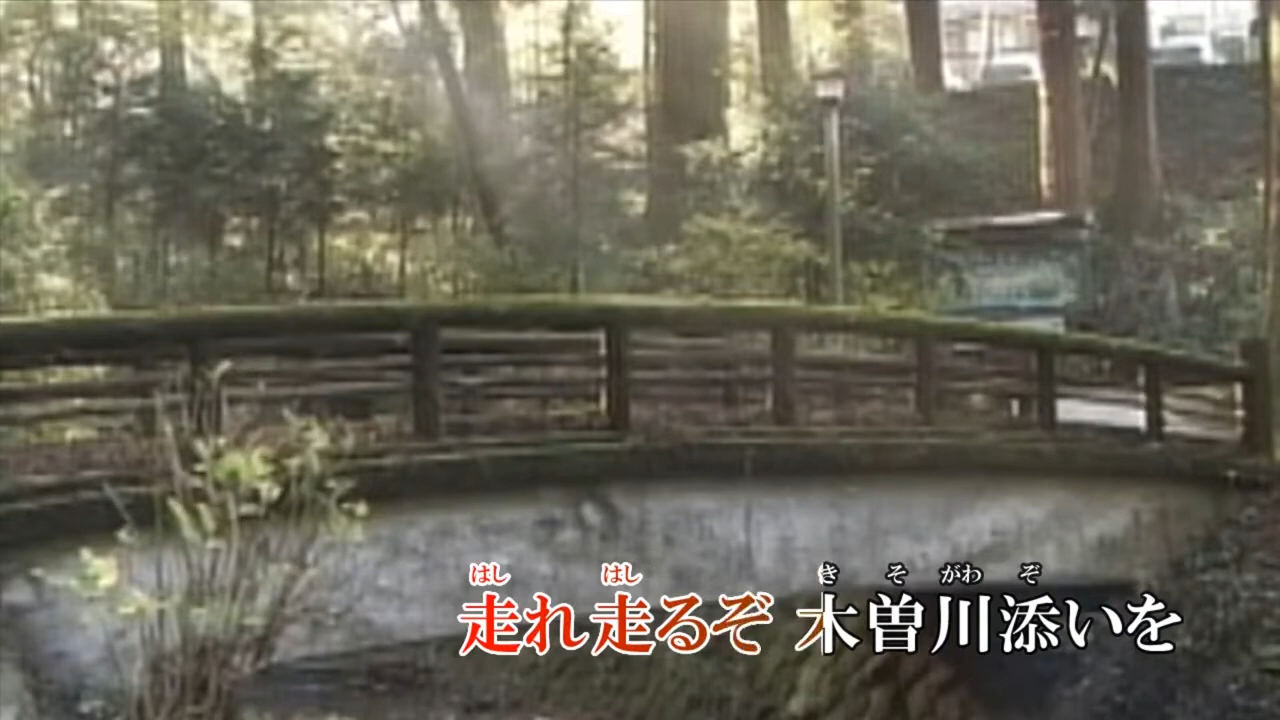 はし はし き そ がわ ぞ
走れ走るぞ 木曽川添いを